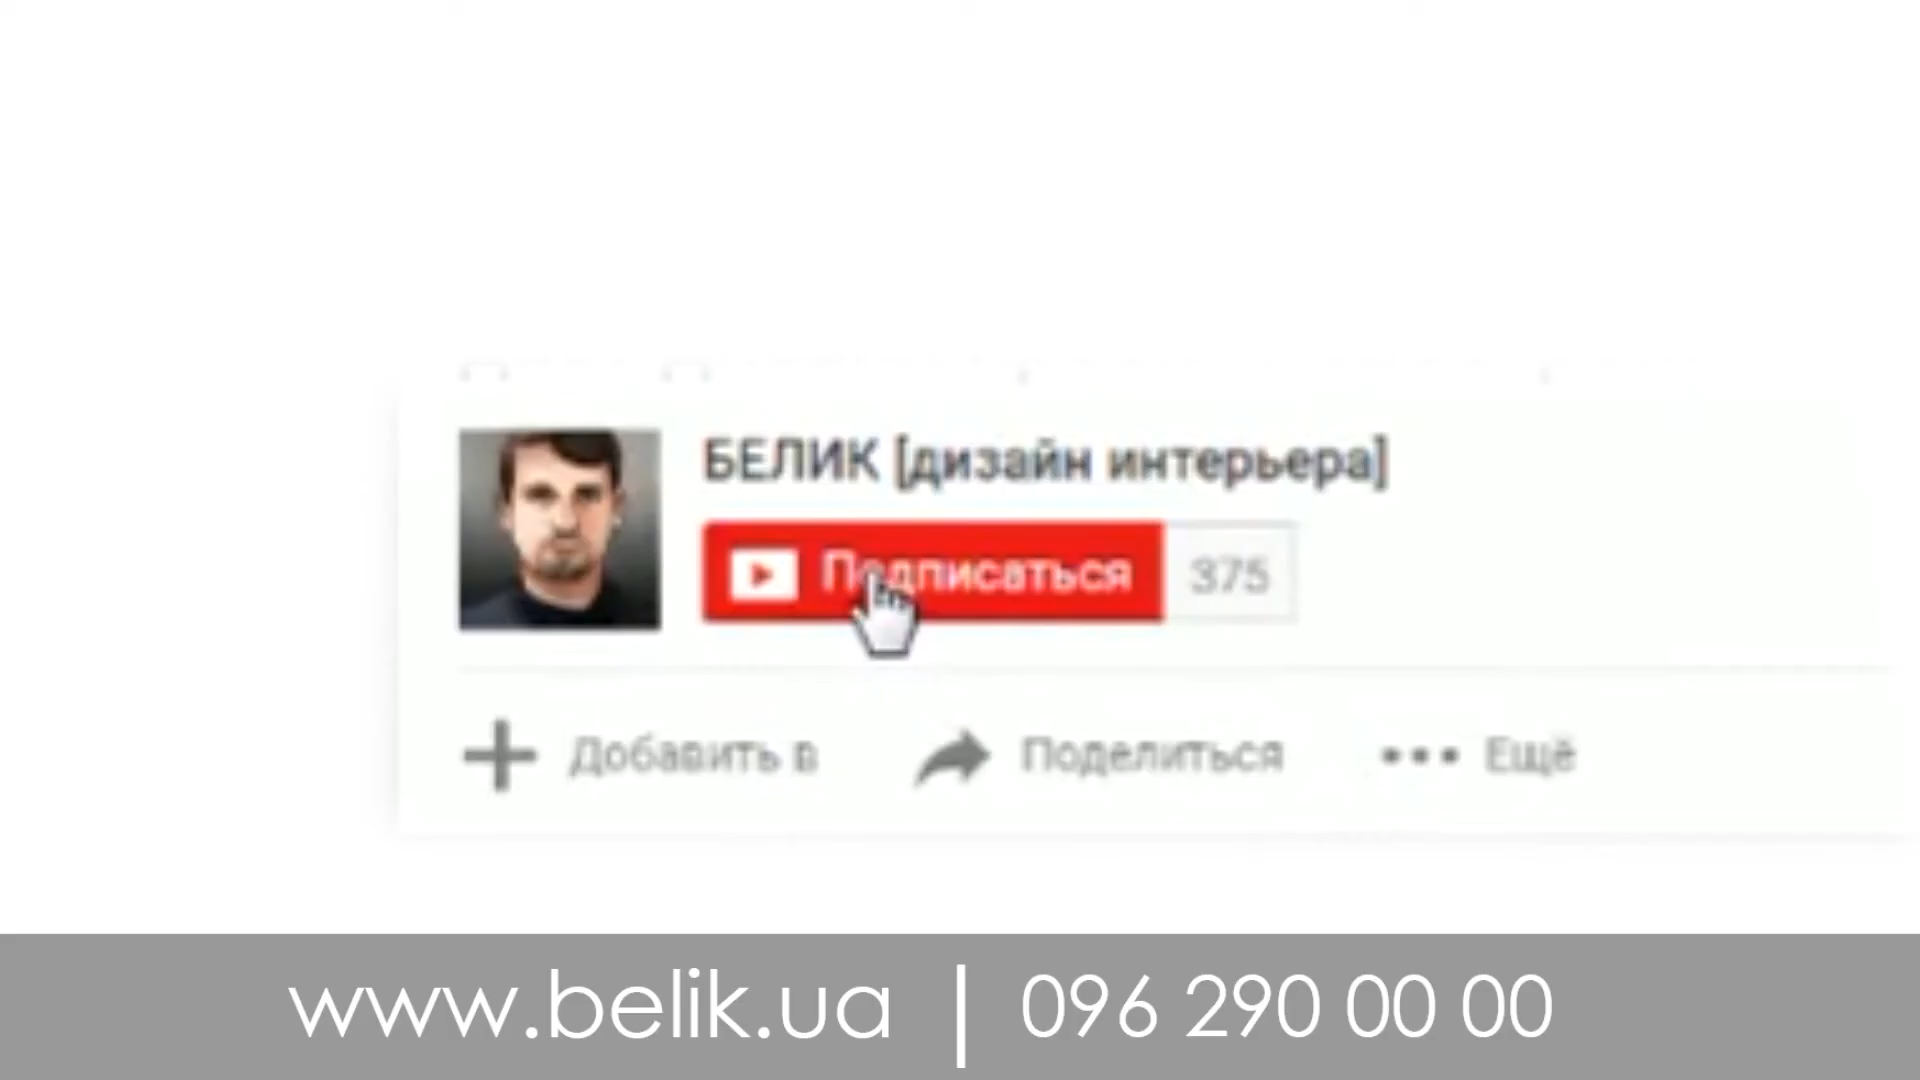 БЕЛИК [дизайн интерьера]
Подписаться 375
Добавить в Поделиться Ещё
www.belik.ua | 096 290 00 00